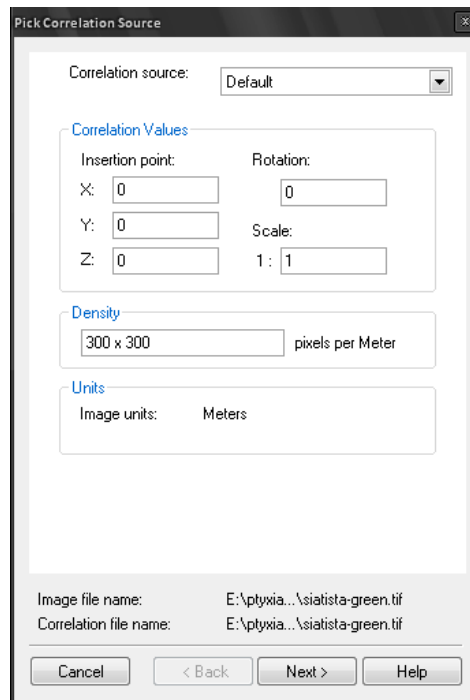 Pick Correlation Source
x
Correlation source: Default
Correlation Values
Insertion point: Rotation:
X: 0 0
Y: 0 Scale:
Z: 0 1 : 1
Density
300 x 300 pixels per Meter
Units
Image units: Meters
Image file name: E:\ptyxia...\siatista-green.tif
Correlation file name: E:\ptyxia...\siatista-green.tif
Cancel < Back Next > Help